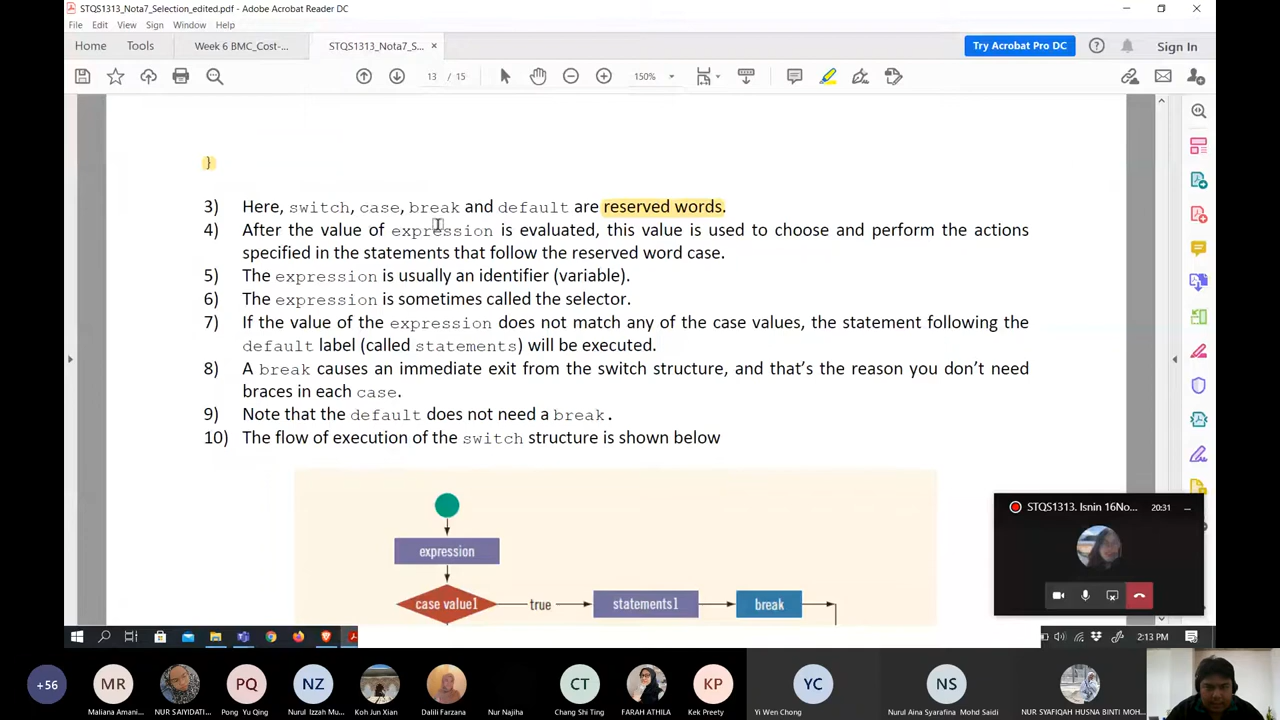 STQS1313_Nota7_Selection_edited.pdf - Adobe Acrobat Reader DC
File Edit View Sign Window Help
Home Tools Week 6 BMC_Cost-... STQS1313_Nota7_S... × Try Acrobat Pro DC Sign In
13 / 15 150%
}
3) Here, switch, case, break and default are reserved words.
4) After the value of expression is evaluated, this value is used to choose and perform the actions
specified in the statements that follow the reserved word case.
5) The expression is usually an identifier (variable).
6) The expression is sometimes called the selector.
7) If the value of the expression does not match any of the case values, the statement following the
default label (called statements) will be executed.
8) A break causes an immediate exit from the switch structure, and that's the reason you don't need
braces in each case.
9) Note that the default does not need a break.
10) The flow of execution of the switch structure is shown below
expression
case value1 true statements1 break
STQS1313. Isnin 16No... 20:31
2:13 PM
+56 MR PQ NZ CT KP YC NS
Maliana Amani... NUR SAIYIDATI... Pong Yu Qing Nurul Izzah Mu... Koh Jun Xian Dalili Farzana Nur Najiha Chang Shi Ting FARAH ATHILA Kek Preety Yi Wen Chong Nurul Aina Syarafina Mohd Saidi NUR SYAFIQAH HUSNA BINTI MOH...